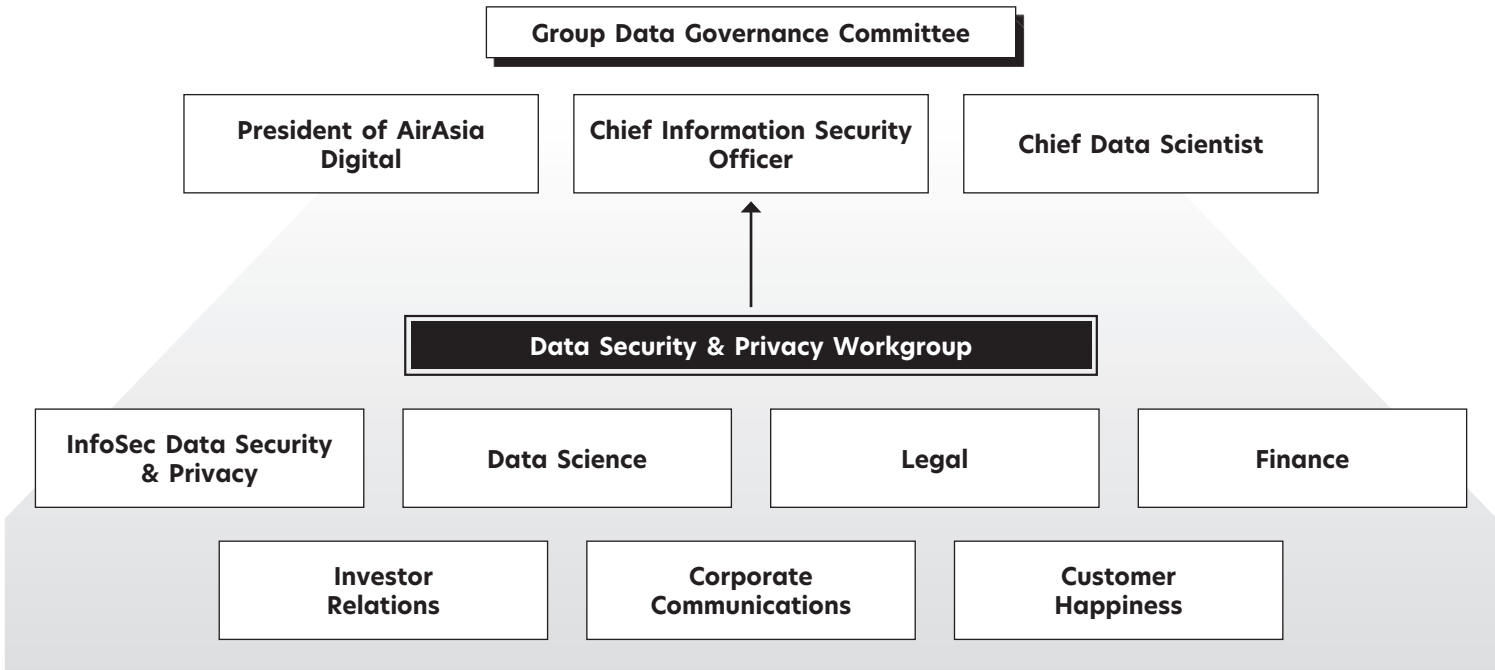 Group Data Governance Committee
President of AirAsia
Digital
Chief Information Security
Officer
Chief Data Scientist
Data Security & Privacy Workgroup
InfoSec Data Security
& Privacy
Data Science
Legal
Finance
Investor
Relations
Corporate
Communications
Customer
Happiness